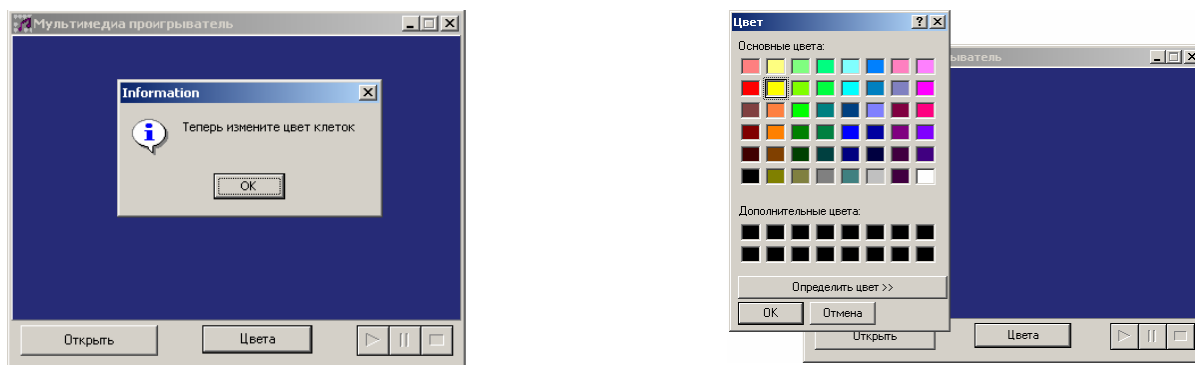 Мультимедиа проигрыватель
Information
Теперь измените цвет клеток
OK
Открыть
Цвета
Цвет
Основные цвета:
Дополнительные цвета:
Определить цвет >>
OK
Отмена
ыватель
Открыть
Цвета